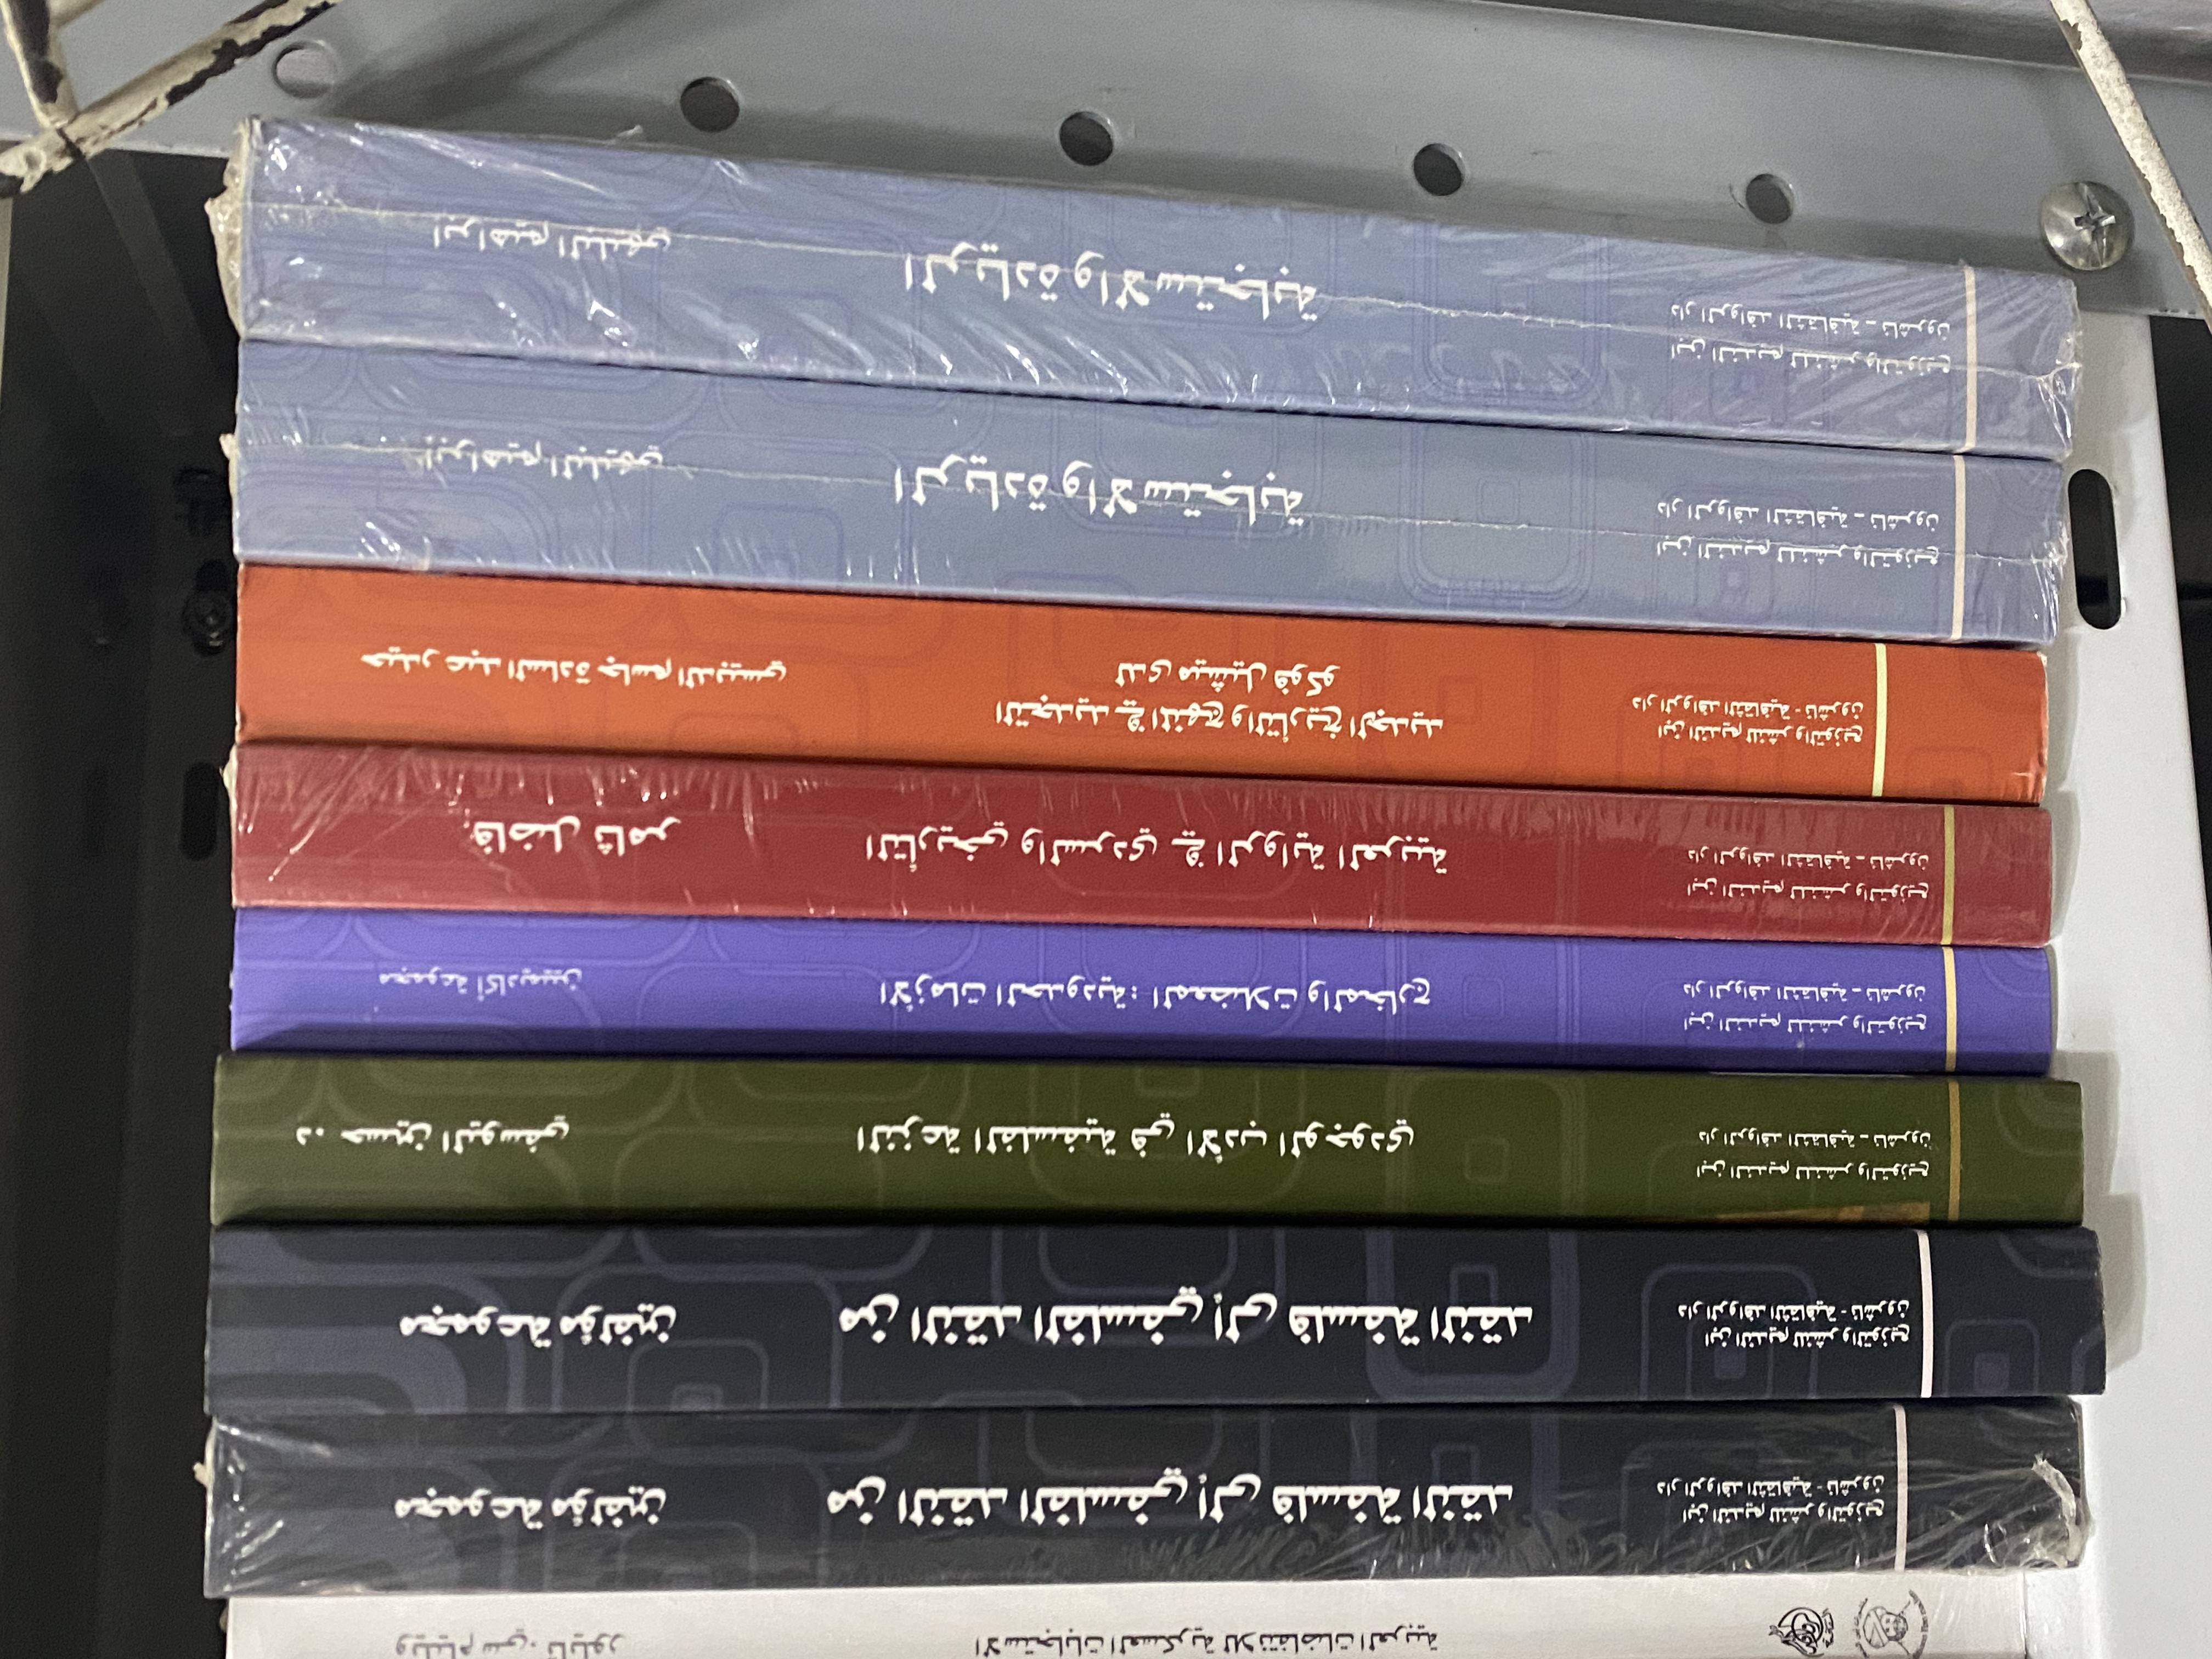 ويليام سي. تايلور
الاستجابات العسكرية للانتفاضات العربية
مجموعة مؤلفين
من النقد الفلسفي إلى فلسفة النقد
ابن النديم للنشر والتوزيع
دار الروافد الثقافية - ناشرون
مجموعة مؤلفين
من النقد الفلسفي إلى فلسفة النقد
ابن النديم للنشر والتوزيع
دار الروافد الثقافية - ناشرون
د. حسين اليوسفي
النزعة الفلسفية في الأدب الوجودي
ابن النديم للنشر والتوزيع
دار الروافد الثقافية ـ ناشرون
مجموعة أكاديميين
الأزمات الحدودية: المعضلات والمخارج
ابن النديم للنشر والتوزيع
دار الروافد الثقافية ـ ناشرون
فاضل ثامر
التأريخي والسردي في الرواية العربية
ابن النديم للنشر والتوزيع
دار الروافد الثقافية ـ ناشرون
حيدر عبد السادة جاسم الدبيسي
التجديد في المنهج والتأريخ الجديد
لدى ميشيل فوكو
ابن النديم للنشر والتوزيع
دار الروافد الثقافية - ناشرون
إبراهيم البليهي
الريادة والاستجابة
ابن النديم للنشر والتوزيع
دار الروافد الثقافية ـ ناشرون
ابراهيم البليهي
الريادة والاستجابة
ابن النديم للنشر والتوزيع
دار الروافد الثقافية ـ ناشرون